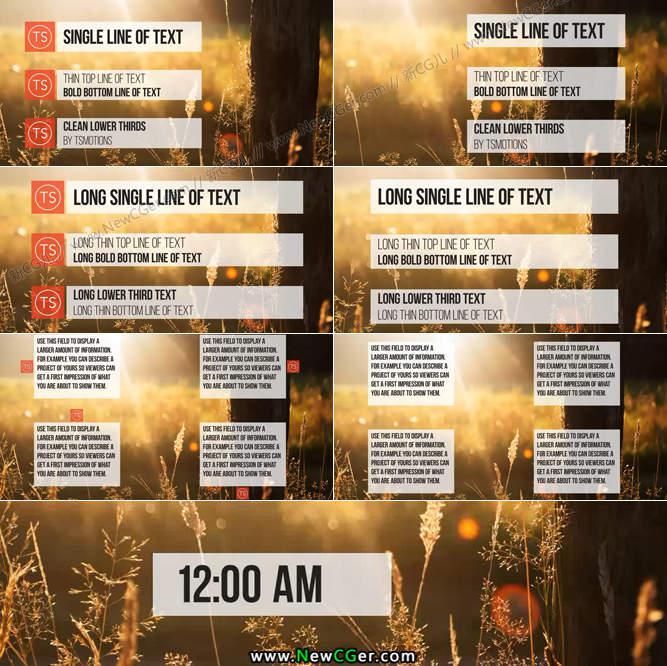 TS SINGLE LINE OF TEXT
TS THIN TOP LINE OF TEXT
BOLD BOTTOM LINE OF TEXT
TS CLEAN LOWER THIRDS
BY TSMOTIONS
SINGLE LINE OF TEXT
THIN TOP LINE OF TEXT
BOLD BOTTOM LINE OF TEXT
CLEAN LOWER THIRDS
BY TSMOTIONS
www.NewCGer.com // 新CG儿 // www.NewCGer.com // 新CG儿 //
TS LONG SINGLE LINE OF TEXT
TS LONG THIN TOP LINE OF TEXT
LONG BOLD BOTTOM LINE OF TEXT
TS LONG LOWER THIRD TEXT
LONG THIN BOTTOM LINE OF TEXT
LONG SINGLE LINE OF TEXT
LONG THIN TOP LINE OF TEXT
LONG BOLD BOTTOM LINE OF TEXT
LONG LOWER THIRD TEXT
LONG THIN BOTTOM LINE OF TEXT
USE THIS FIELD TO DISPLAY A
LARGER AMOUNT OF INFORMATION.
FOR EXAMPLE YOU CAN DESCRIBE A
TS PROJECT OF YOURS SO VIEWERS CAN
GET A FIRST IMPRESSION OF WHAT
YOU ARE ABOUT TO SHOW THEM.
USE THIS FIELD TO DISPLAY A
LARGER AMOUNT OF INFORMATION.
FOR EXAMPLE YOU CAN DESCRIBE A
PROJECT OF YOURS SO VIEWERS CAN TS
GET A FIRST IMPRESSION OF WHAT
YOU ARE ABOUT TO SHOW THEM.
USE THIS FIELD TO DISPLAY A
LARGER AMOUNT OF INFORMATION.
FOR EXAMPLE YOU CAN DESCRIBE A
PROJECT OF YOURS SO VIEWERS CAN
GET A FIRST IMPRESSION OF WHAT
YOU ARE ABOUT TO SHOW THEM.
USE THIS FIELD TO DISPLAY A
LARGER AMOUNT OF INFORMATION.
FOR EXAMPLE YOU CAN DESCRIBE A
PROJECT OF YOURS SO VIEWERS CAN
GET A FIRST IMPRESSION OF WHAT
YOU ARE ABOUT TO SHOW THEM.
TS
USE THIS FIELD TO DISPLAY A
LARGER AMOUNT OF INFORMATION.
FOR EXAMPLE YOU CAN DESCRIBE A
PROJECT OF YOURS SO VIEWERS CAN
GET A FIRST IMPRESSION OF WHAT
YOU ARE ABOUT TO SHOW THEM.
USE THIS FIELD TO DISPLAY A
LARGER AMOUNT OF INFORMATION.
FOR EXAMPLE YOU CAN DESCRIBE A
PROJECT OF YOURS SO VIEWERS CAN
GET A FIRST IMPRESSION OF WHAT
YOU ARE ABOUT TO SHOW THEM.
TS
USE THIS FIELD TO DISPLAY A
LARGER AMOUNT OF INFORMATION.
FOR EXAMPLE YOU CAN DESCRIBE A
PROJECT OF YOURS SO VIEWERS CAN
GET A FIRST IMPRESSION OF WHAT
YOU ARE ABOUT TO SHOW THEM.
USE THIS FIELD TO DISPLAY A
LARGER AMOUNT OF INFORMATION.
FOR EXAMPLE YOU CAN DESCRIBE A
PROJECT OF YOURS SO VIEWERS CAN
GET A FIRST IMPRESSION OF WHAT
YOU ARE ABOUT TO SHOW THEM.
12:00 AM
www.NewCGer.com